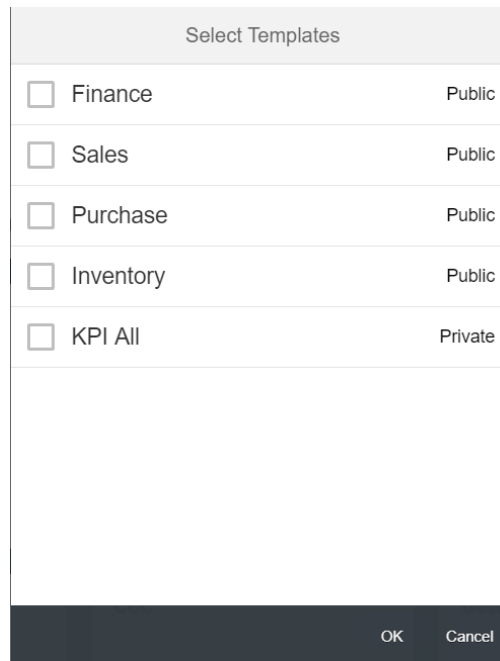 Select Templates
Finance Public
Sales Public
Purchase Public
Inventory Public
KPI All Private
OK Cancel